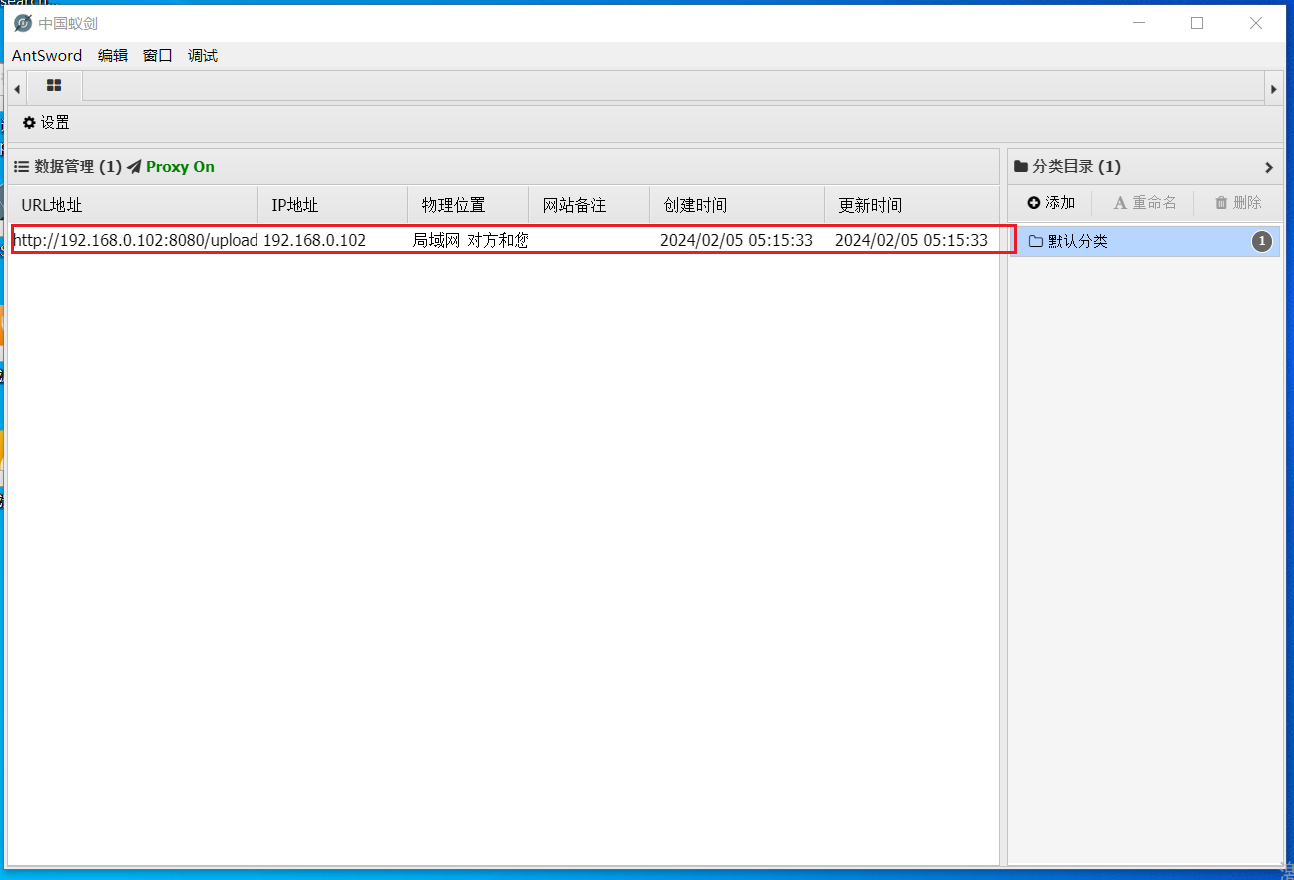 中国蚁剑
AntSword 编辑 窗口 调试
设置
数据管理 (1) Proxy On
分类目录 (1)
URL地址 IP地址 物理位置 网站备注 创建时间 更新时间
添加 重命名 删除
http://192.168.0.102:8080/upload 192.168.0.102 局域网 对方和您 2024/02/05 05:15:33 2024/02/05 05:15:33
默认分类 1